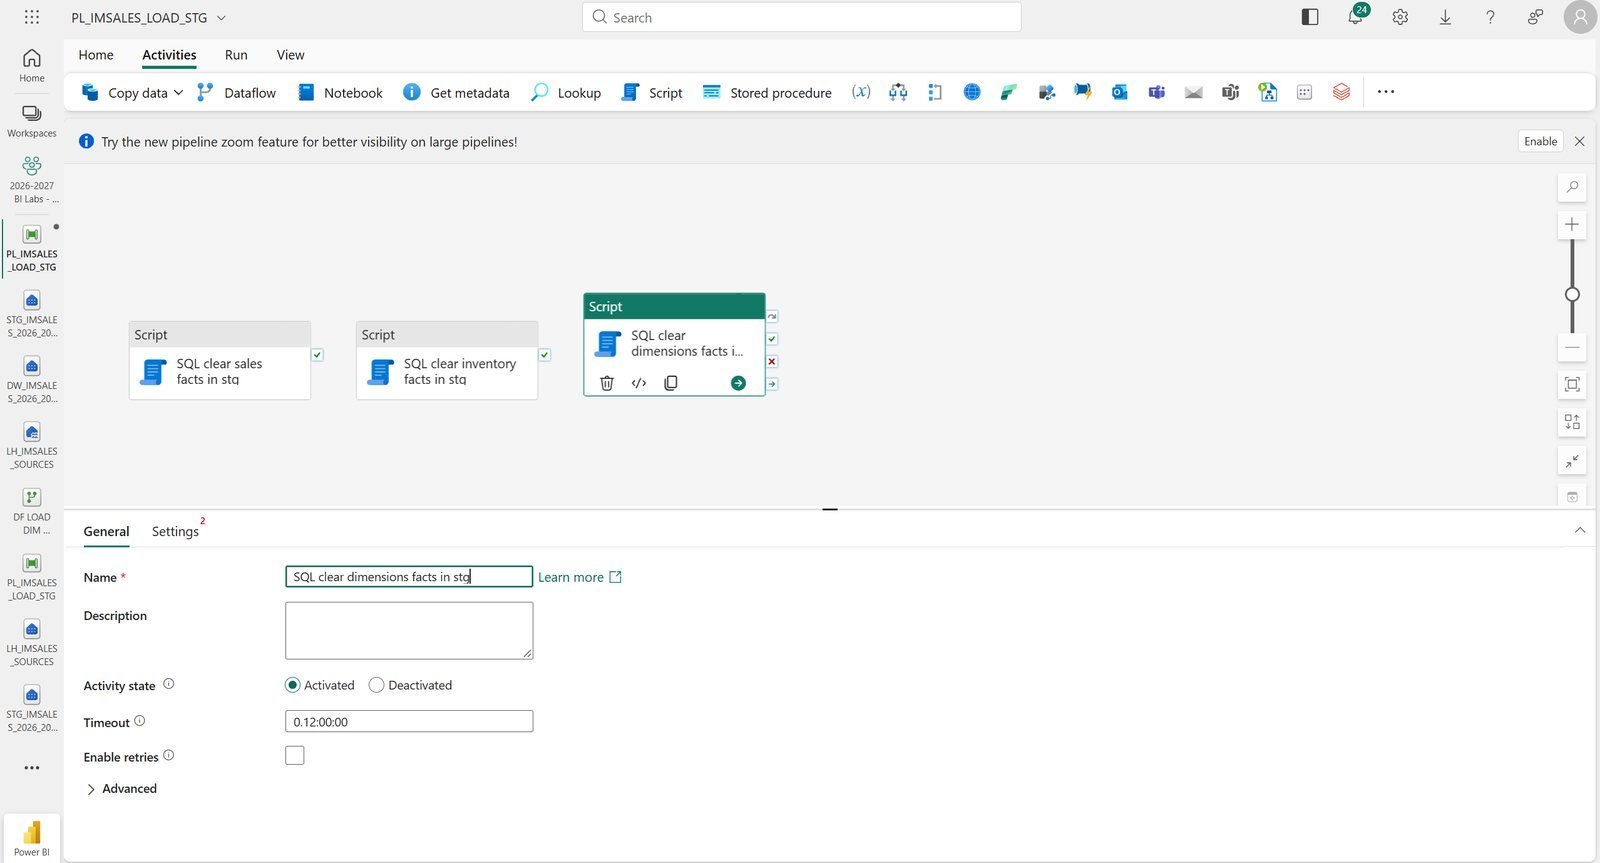 PL_IMSALES_LOAD_STG
Search
24
Home
Activities
Run
View
Copy data
Dataflow
Notebook
Get metadata
Lookup
Script
Stored procedure
(x)
Try the new pipeline zoom feature for better visibility on large pipelines!
Enable
Home
Workspaces
2026-2027
BI Labs - ...
PL_IMSALES
_LOAD_STG
STG_IMSALE
S_2026_20...
DW_IMSALE
S_2026_20...
LH_IMSALES
_SOURCES
DF LOAD
DIM ...
PL_IMSALES
_LOAD_STG
LH_IMSALES
_SOURCES
STG_IMSALE
S_2026_20...
Power BI
Script
SQL clear sales
facts in stg
Script
SQL clear inventory
facts in stg
Script
SQL clear
dimensions facts i...
General
Settings
2
Name *
SQL clear dimensions facts in stg
Learn more
Description
Activity state
Activated
Deactivated
Timeout
0.12:00:00
Enable retries
Advanced